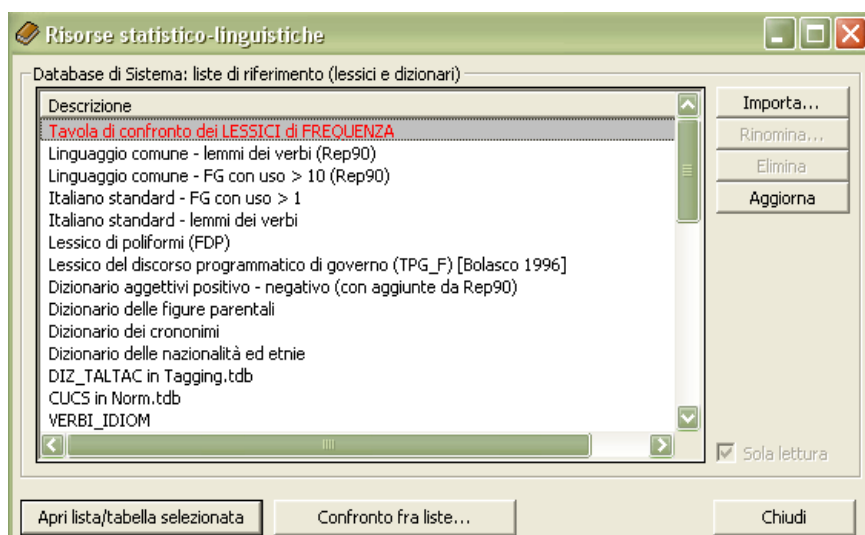 Risorse statistico-linguistiche
Database di Sistema: liste di riferimento (lessici e dizionari)
Descrizione
Tavola di confronto dei LESSICI di FREQUENZA
Linguaggio comune - lemmi dei verbi (Rep90)
Linguaggio comune - FG con uso > 10 (Rep90)
Italiano standard - FG con uso > 1
Italiano standard - lemmi dei verbi
Lessico di poliformi (FDP)
Lessico del discorso programmatico di governo (TPG_F) [Bolasco 1996]
Dizionario aggettivi positivo - negativo (con aggiunte da Rep90)
Dizionario delle figure parentali
Dizionario dei crononimi
Dizionario delle nazionalità ed etnie
DIZ_TALTAC in Tagging.tdb
CUCS in Norm.tdb
VERBI_IDIOM
Importa...
Rinomina...
Elimina
Aggiorna
Sola lettura
Apri lista/tabella selezionata
Confronto fra liste...
Chiudi